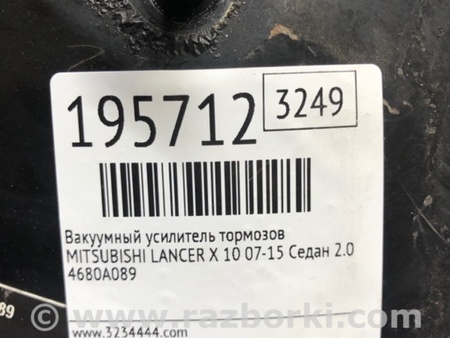 195712 3249
Вакуумный усилитель тормозов
MITSUBISHI LANCER X 10 07-15 Седан 2.0
4680A089
89
www.3234444.com
www.razborki.com